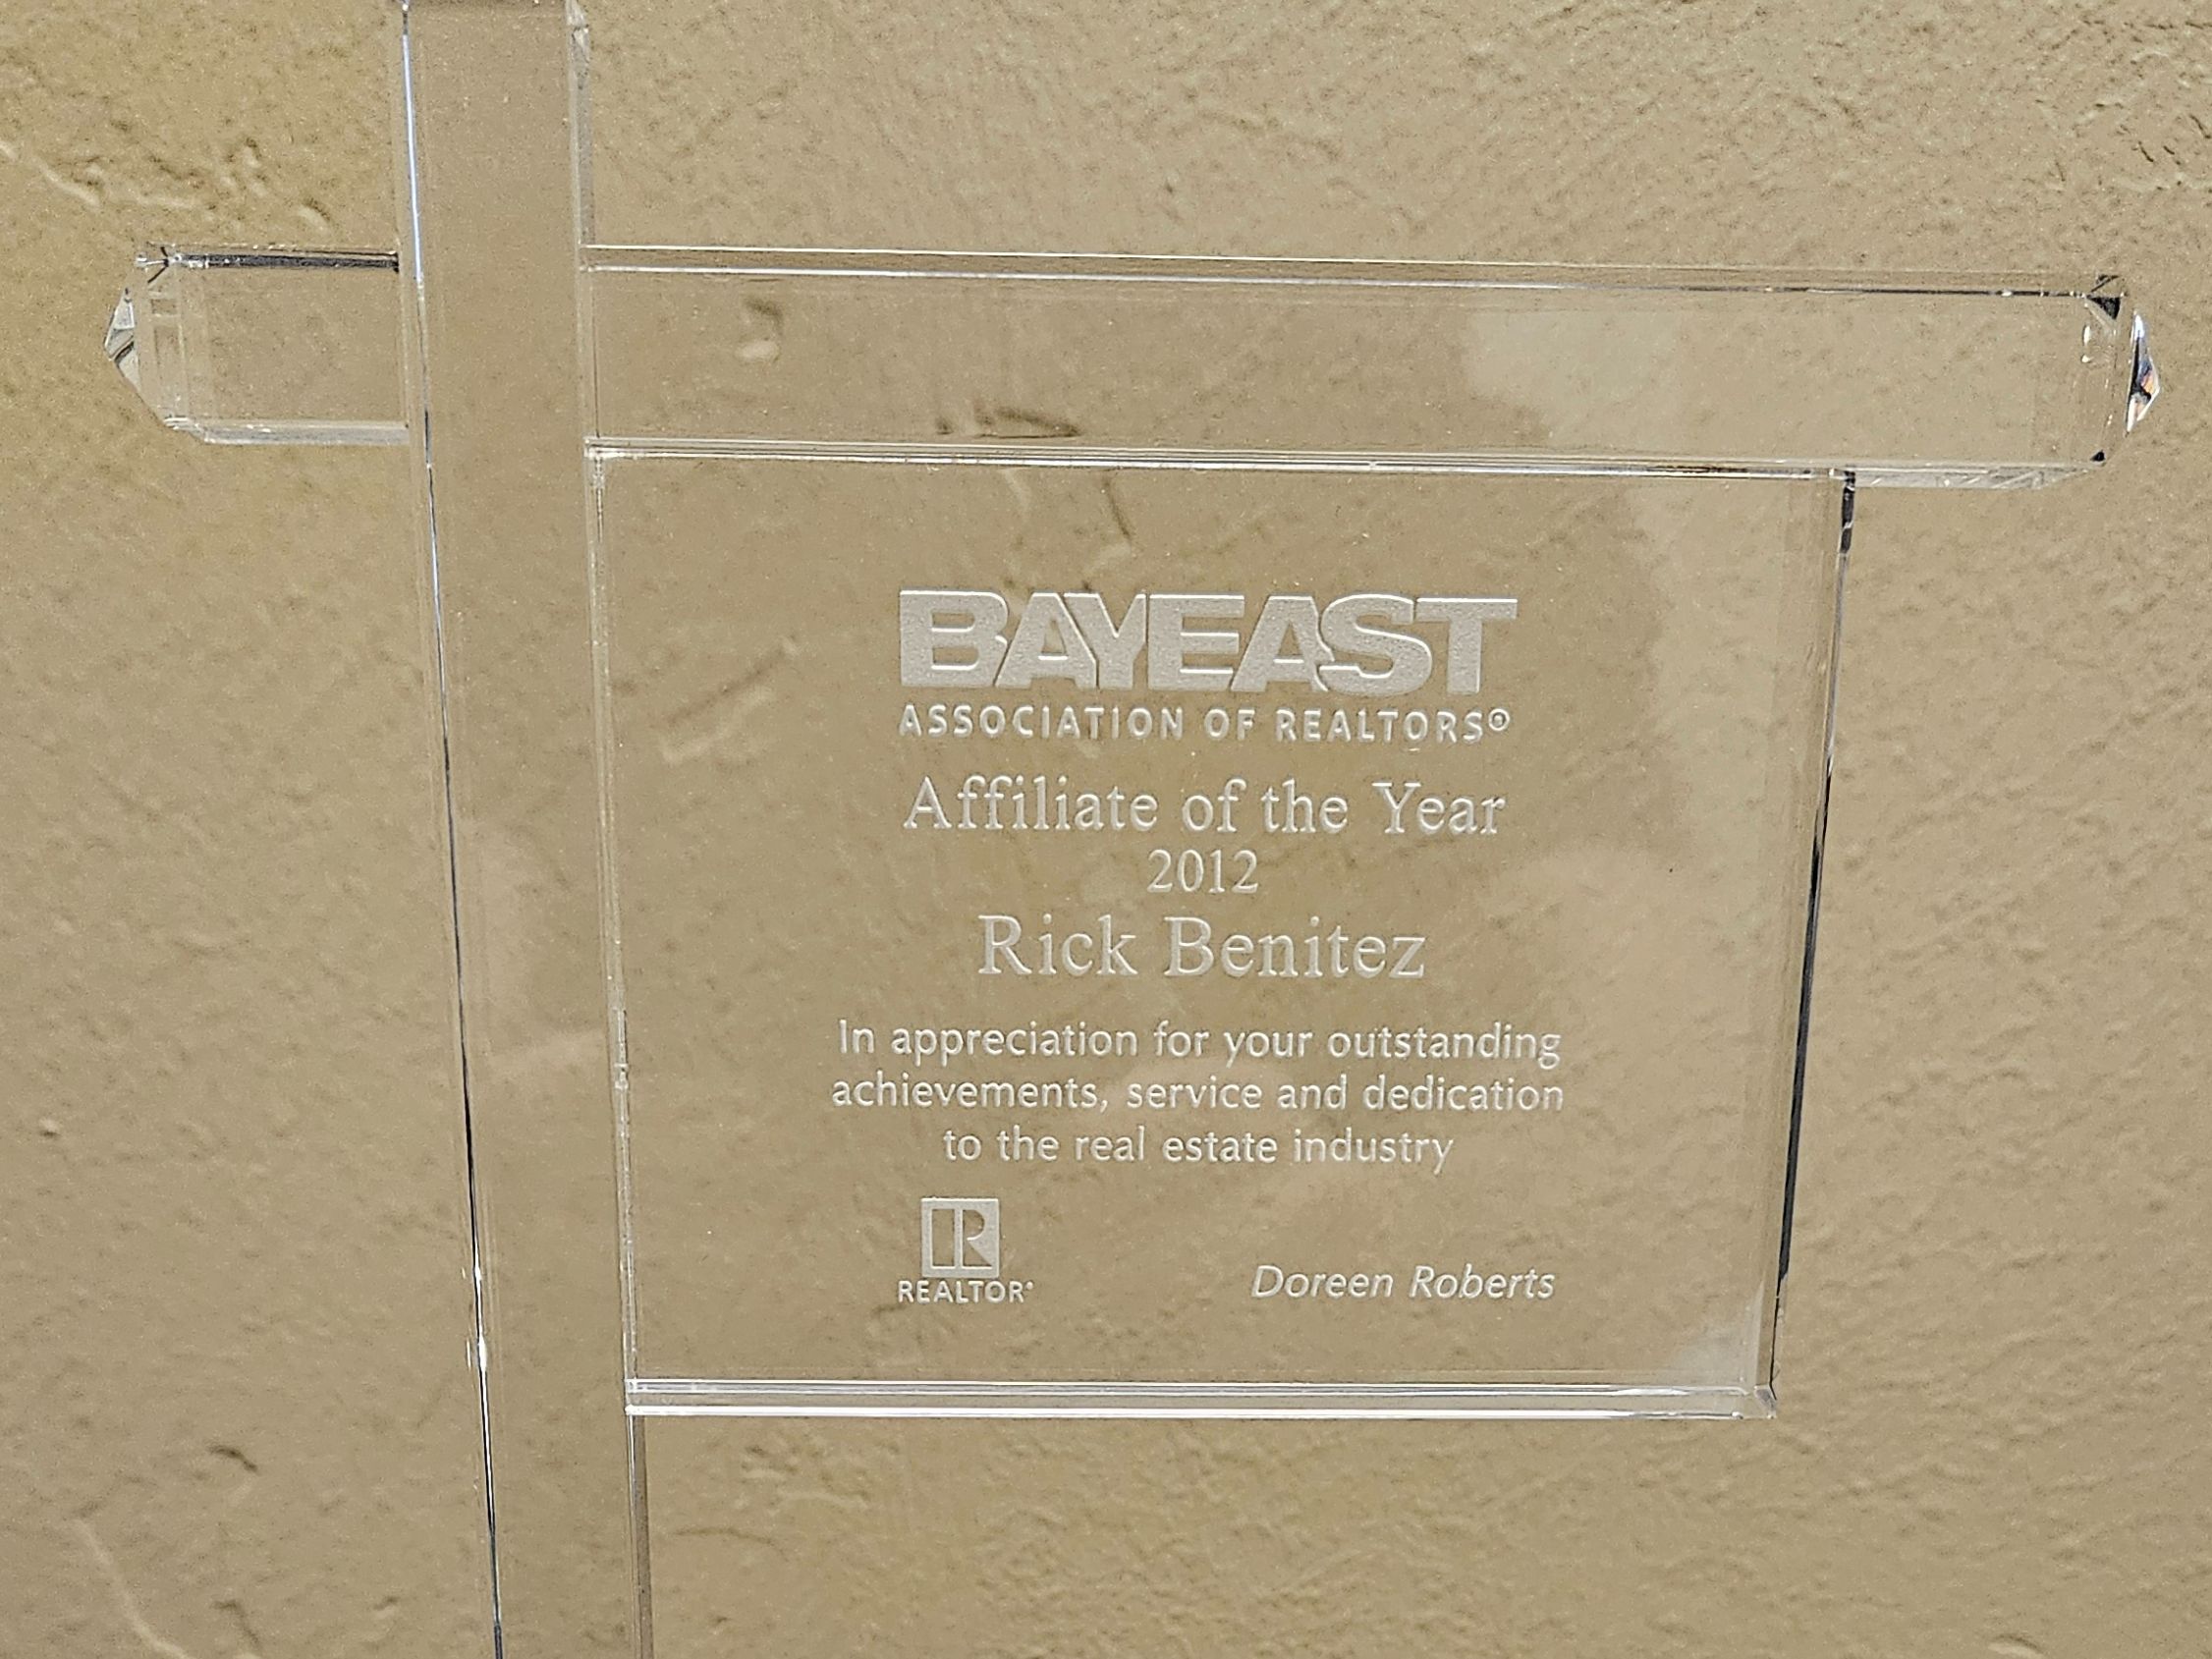 BAYEAST
ASSOCIATION OF REALTORS®
Affiliate of the Year
2012
Rick Benitez
In appreciation for your outstanding
achievements, service and dedication
to the real estate industry
R
REALTOR®
Doreen Roberts